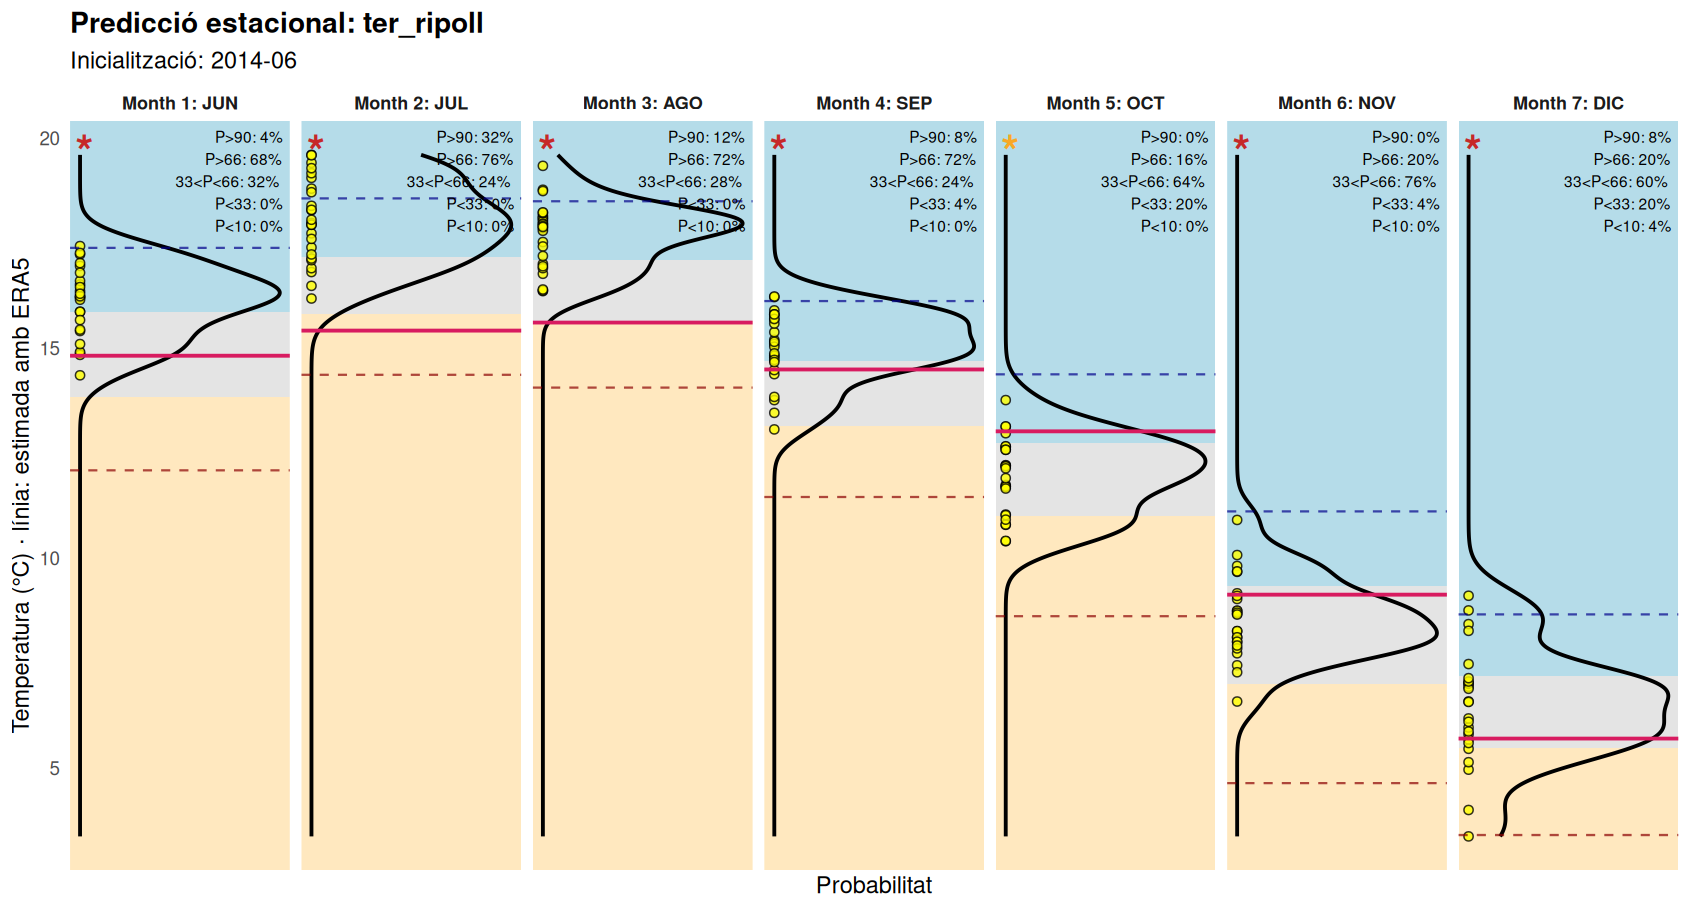 Predicció estacional: ter_ripoll
Inicialització: 2014-06
Month 1: JUN
Month 2: JUL
Month 3: AGO
Month 4: SEP
Month 5: OCT
Month 6: NOV
Month 7: DIC
*
P>90: 4%
P>66: 68%
33<P<66: 32%
P<33: 0%
P<10: 0%
*
P>90: 32%
P>66: 76%
33<P<66: 24%
P<33: 0%
P<10: 0%
*
P>90: 12%
P>66: 72%
33<P<66: 28%
P<33: 0%
P<10: 0%
*
P>90: 8%
P>66: 72%
33<P<66: 24%
P<33: 4%
P<10: 0%
*
P>90: 0%
P>66: 16%
33<P<66: 64%
P<33: 20%
P<10: 0%
*
P>90: 0%
P>66: 20%
33<P<66: 76%
P<33: 4%
P<10: 0%
*
P>90: 8%
P>66: 20%
33<P<66: 60%
P<33: 20%
P<10: 4%
20
15
10
5
Temperatura (°C) · línia: estimada amb ERA5
Probabilitat